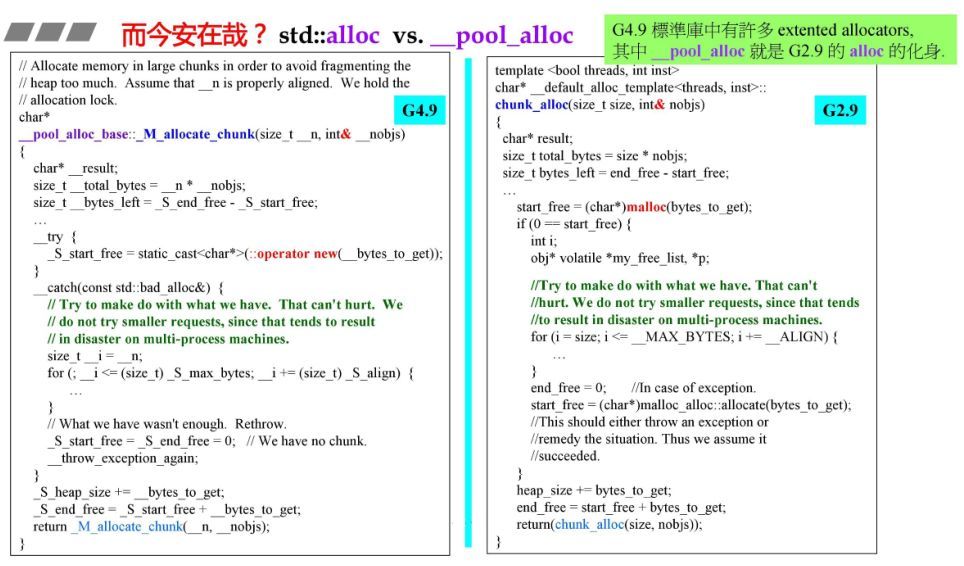 而今安在哉？ std::alloc vs. __pool_alloc
G4.9 標準庫中有許多 extented allocators,
其中 __pool_alloc 就是 G2.9 的 alloc 的化身.
// Allocate memory in large chunks in order to avoid fragmenting the
// heap too much.  Assume that __n is properly aligned.  We hold the
// allocation lock.
char*
G4.9
__pool_alloc_base::_M_allocate_chunk(size_t __n, int& __nobjs)
{
char* __result;
size_t __total_bytes = __n * __nobjs;
size_t __bytes_left = _S_end_free - _S_start_free;
…
__try  {
_S_start_free = static_cast<char*>(::operator new(__bytes_to_get));
}
__catch(const std::bad_alloc&)  {
// Try to make do with what we have.  That can't hurt.  We
// do not try smaller requests, since that tends to result
// in disaster on multi-process machines.
size_t __i = __n;
for (; __i <= (size_t) _S_max_bytes; __i += (size_t) _S_align)  {
…
}
// What we have wasn't enough.  Rethrow.
_S_start_free = _S_end_free = 0;   // We have no chunk.
__throw_exception_again;
}
_S_heap_size += __bytes_to_get;
_S_end_free = _S_start_free + __bytes_to_get;
return _M_allocate_chunk(__n, __nobjs);
}
template <bool threads, int inst>
char* __default_alloc_template<threads, inst>::
chunk_alloc(size_t size, int& nobjs)
G2.9
{
char* result;
size_t total_bytes = size * nobjs;
size_t bytes_left = end_free - start_free;
…
start_free = (char*)malloc(bytes_to_get);
if (0 == start_free) {
int i;
obj* volatile *my_free_list, *p;
//Try to make do with what we have. That can't
//hurt. We do not try smaller requests, since that tends
//to result in disaster on multi-process machines.
for (i = size; i <= __MAX_BYTES; i += __ALIGN) {
…
}
end_free = 0;       //In case of exception.
start_free = (char*)malloc_alloc::allocate(bytes_to_get);
//This should either throw an exception or
//remedy the situation. Thus we assume it
//succeeded.
}
heap_size += bytes_to_get;
end_free = start_free + bytes_to_get;
return(chunk_alloc(size, nobjs));
}